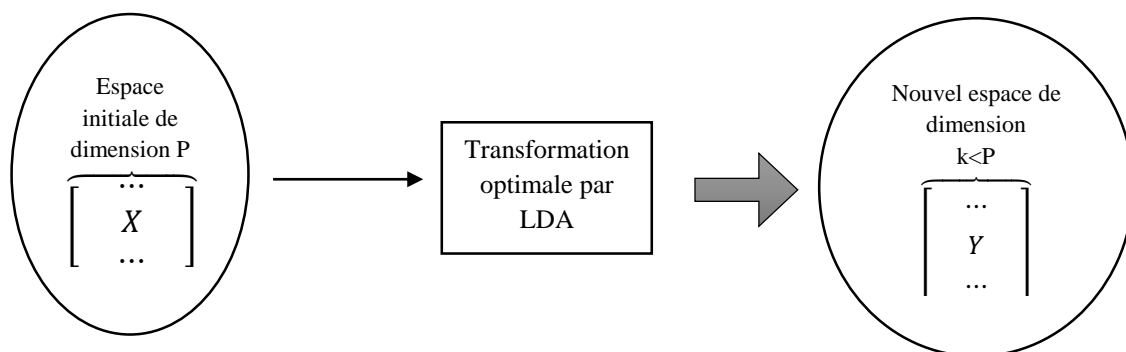 Espace
initiale de
dimension P
...
X
...
Transformation
optimale par
LDA
Nouvel espace de
dimension
k<P
...
Y
...